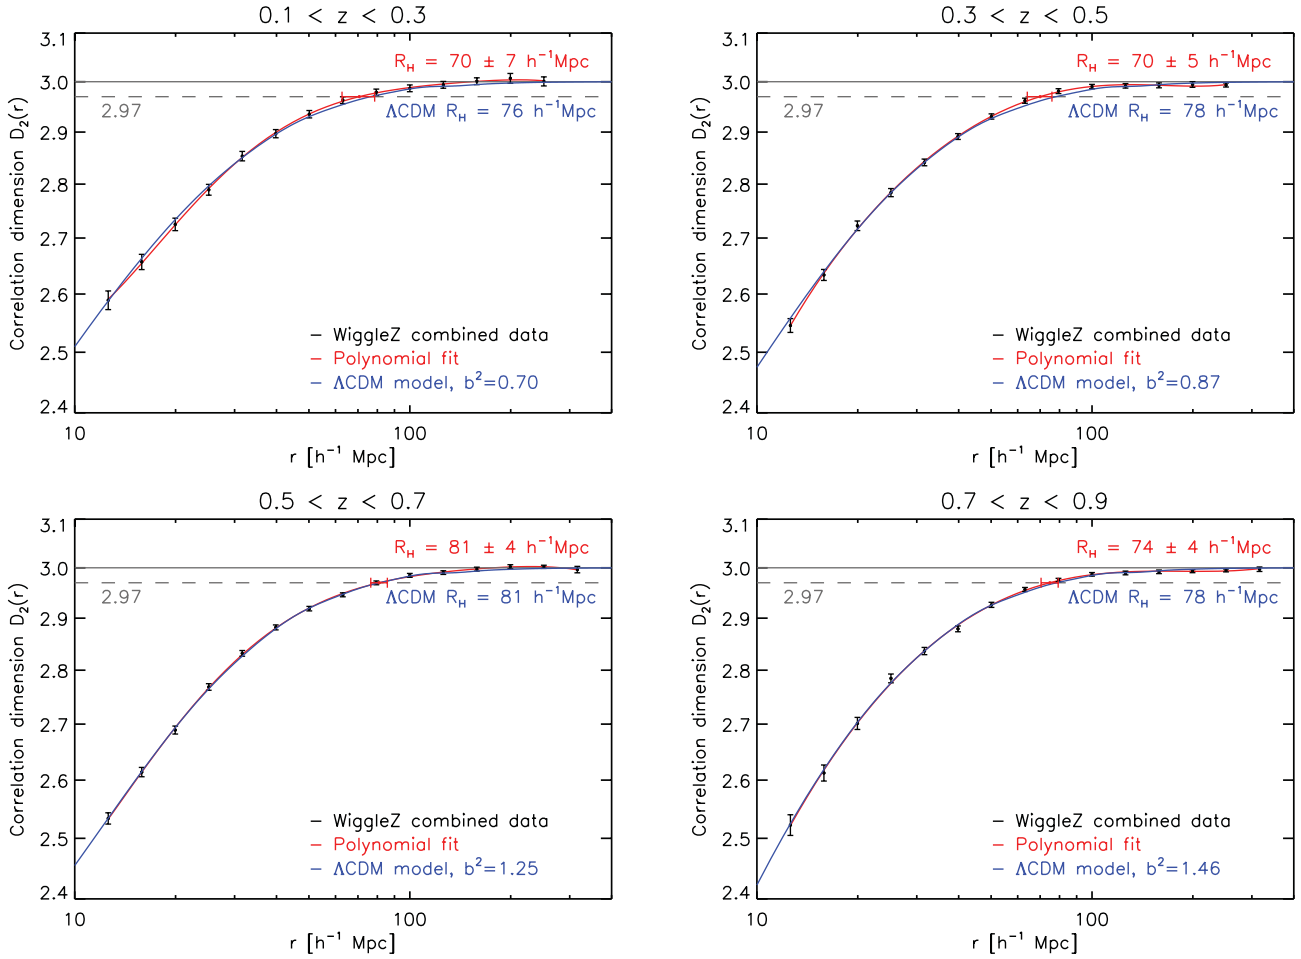 0.1 < z < 0.3
3.1
3.0
2.9
2.8
2.7
2.6
2.5
2.4
Correlation dimension D₂(r)
R_H = 70 ± 7 h⁻¹Mpc
2.97
ΛCDM R_H = 76 h⁻¹Mpc
WiggleZ combined data
Polynomial fit
ΛCDM model, b²=0.70
10
100
r [h⁻¹ Mpc]
0.3 < z < 0.5
3.1
3.0
2.9
2.8
2.7
2.6
2.5
2.4
Correlation dimension D₂(r)
R_H = 70 ± 5 h⁻¹Mpc
2.97
ΛCDM R_H = 78 h⁻¹Mpc
WiggleZ combined data
Polynomial fit
ΛCDM model, b²=0.87
10
100
r [h⁻¹ Mpc]
0.5 < z < 0.7
3.1
3.0
2.9
2.8
2.7
2.6
2.5
2.4
Correlation dimension D₂(r)
R_H = 81 ± 4 h⁻¹Mpc
2.97
ΛCDM R_H = 81 h⁻¹Mpc
WiggleZ combined data
Polynomial fit
ΛCDM model, b²=1.25
10
100
r [h⁻¹ Mpc]
0.7 < z < 0.9
3.1
3.0
2.9
2.8
2.7
2.6
2.5
2.4
Correlation dimension D₂(r)
R_H = 74 ± 4 h⁻¹Mpc
2.97
ΛCDM R_H = 78 h⁻¹Mpc
WiggleZ combined data
Polynomial fit
ΛCDM model, b²=1.46
10
100
r [h⁻¹ Mpc]